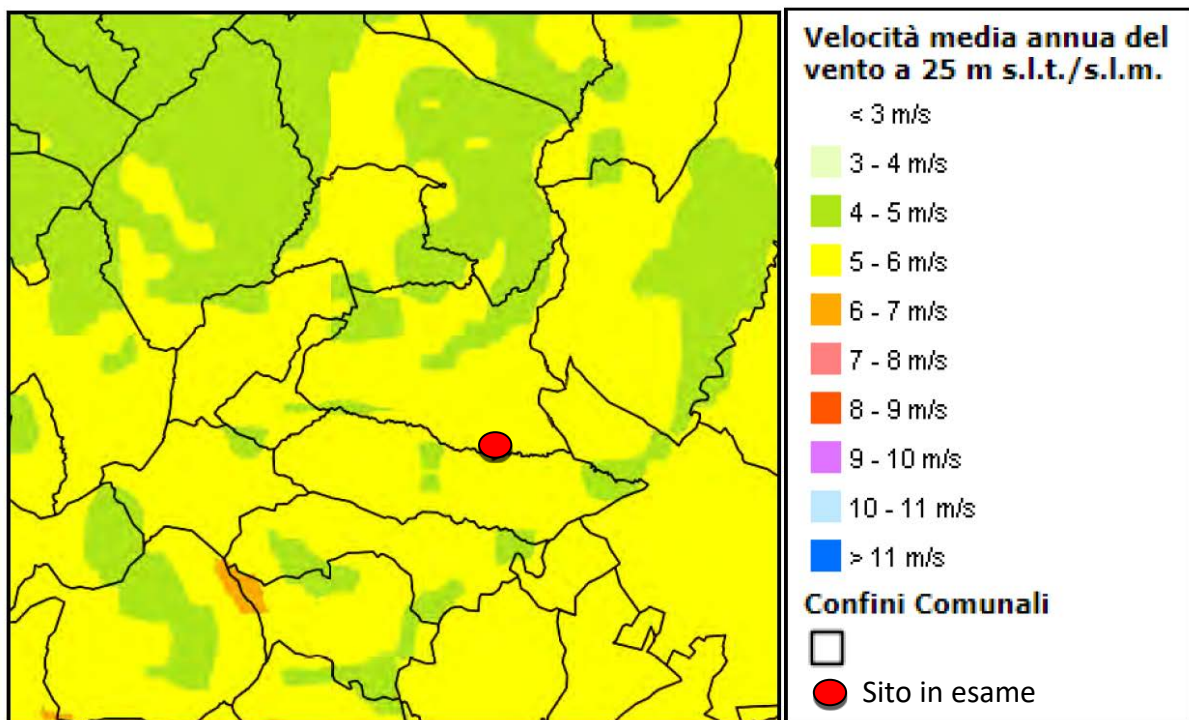 Velocità media annua del
vento a 25 m s.l.t./s.l.m.
< 3 m/s
3 - 4 m/s
4 - 5 m/s
5 - 6 m/s
6 - 7 m/s
7 - 8 m/s
8 - 9 m/s
9 - 10 m/s
10 - 11 m/s
> 11 m/s
Confini Comunali
Sito in esame